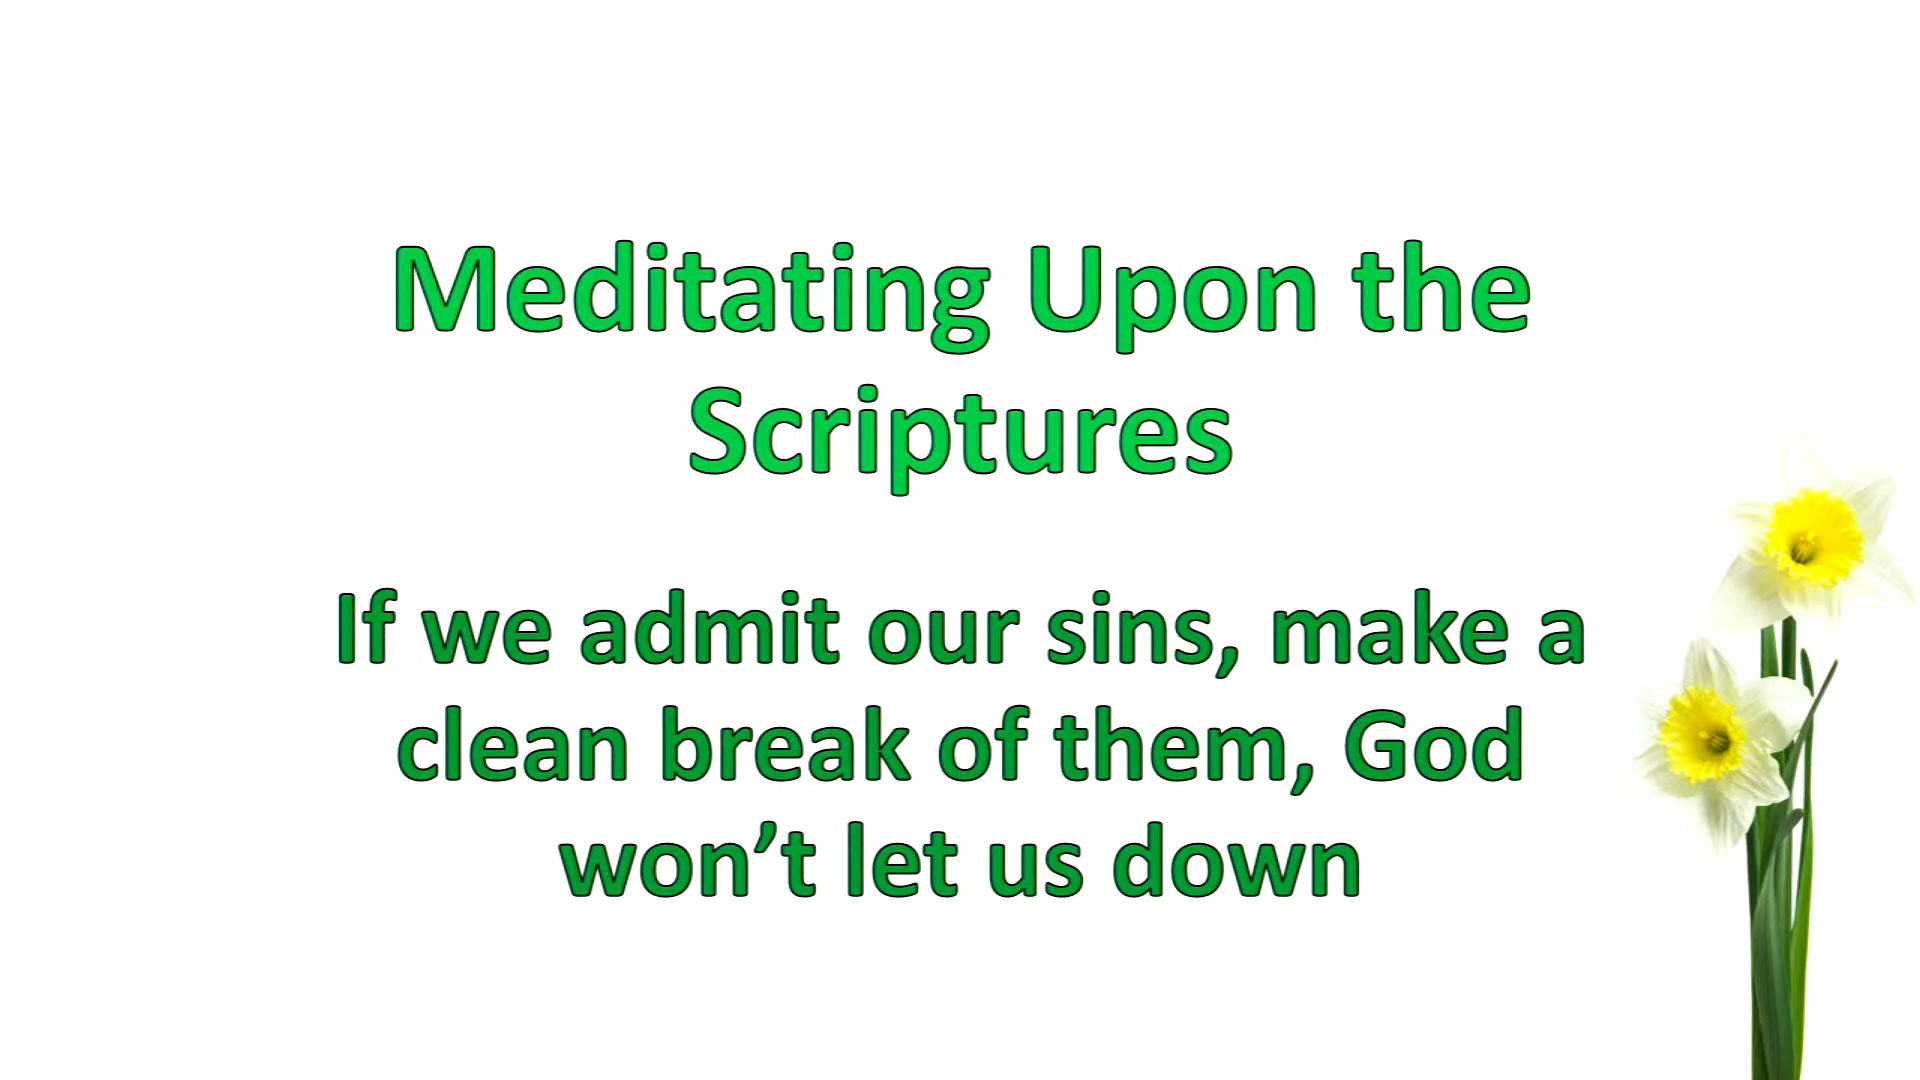 Meditating Upon the
Scriptures
If we admit our sins, make a
clean break of them, God
won’t let us down